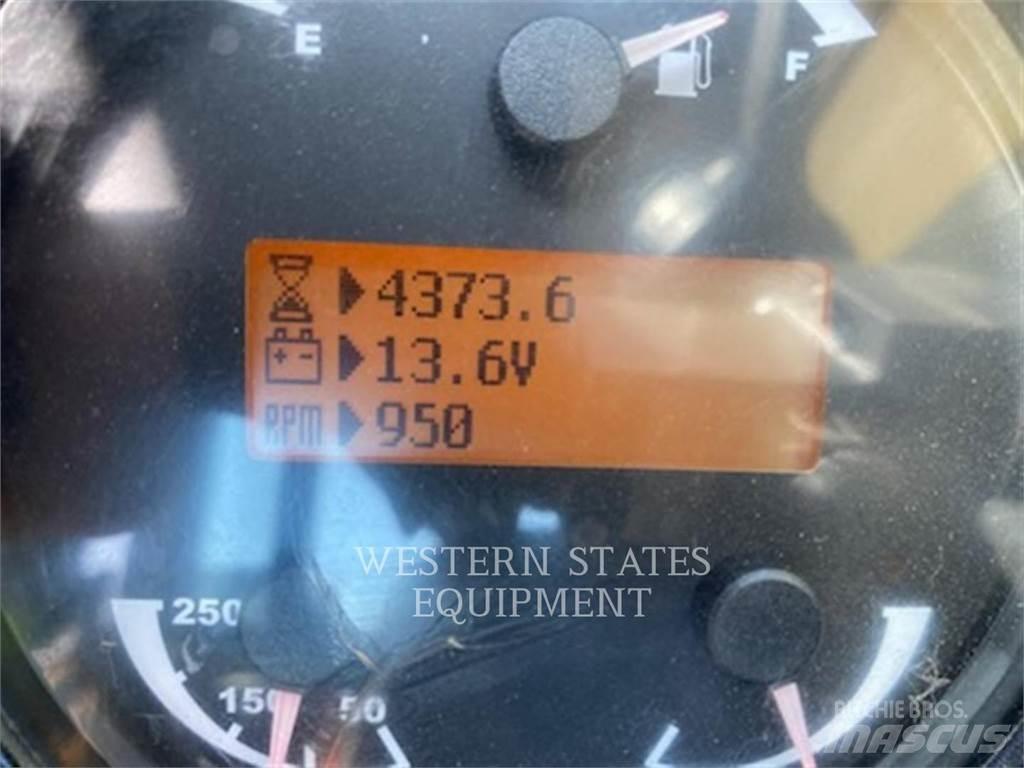 E
F
4373.6
13.6V
RPM 950
WESTERN STATES
EQUIPMENT
250
150 50
RITCHIE BROS.
MASCUS